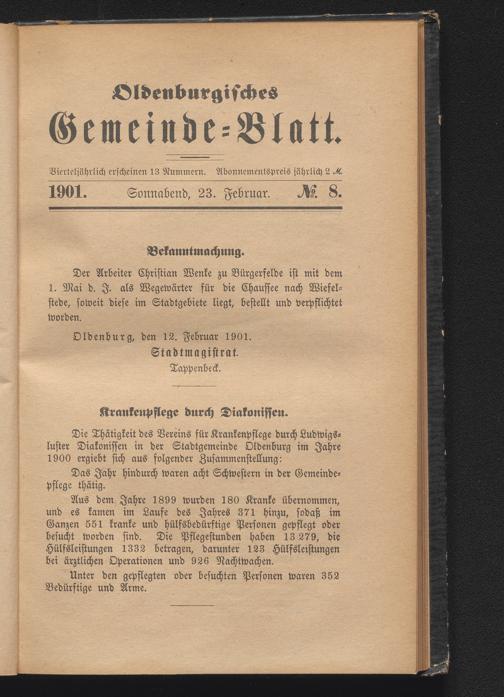 Oldenburgisches
Gemeinde=Blatt.
Vierteljährlich erscheinen 13 Nummern. Abonnementspreis jährlich 2 ℳ.
1901. Sonnabend, 23. Februar. №. 8.
Bekanntmachung.
Der Arbeiter Christian Wenke zu Bürgerfelde ist mit dem
1. Mai d. J. als Wegewärter für die Chaussee nach Wiefel-
stede, soweit diese im Stadtgebiete liegt, bestellt und verpflichtet
worden.
Oldenburg, den 12. Februar 1901.
Stadtmagistrat.
Tappenbeck.
Krankenpflege durch Diakonissen.
Die Thätigkeit des Vereins für Krankenpflege durch Ludwigs-
luster Diakonissen in der Stadtgemeinde Oldenburg im Jahre
1900 ergiebt sich aus folgender Zusammenstellung:
Das Jahr hindurch waren acht Schwestern in der Gemeinde-
pflege thätig.
Aus dem Jahre 1899 wurden 180 Kranke übernommen,
und es kamen im Laufe des Jahres 371 hinzu, sodaß im
Ganzen 551 kranke und hülfsbedürftige Personen gepflegt oder
besucht worden sind. Die Pflegestunden haben 13 279, die
Hülfsleistungen 1332 betragen, darunter 123 Hülfsleistungen
bei ärztlichen Operationen und 926 Nachtwachen.
Unter den gepflegten oder besuchten Personen waren 352
Bedürftige und Arme.